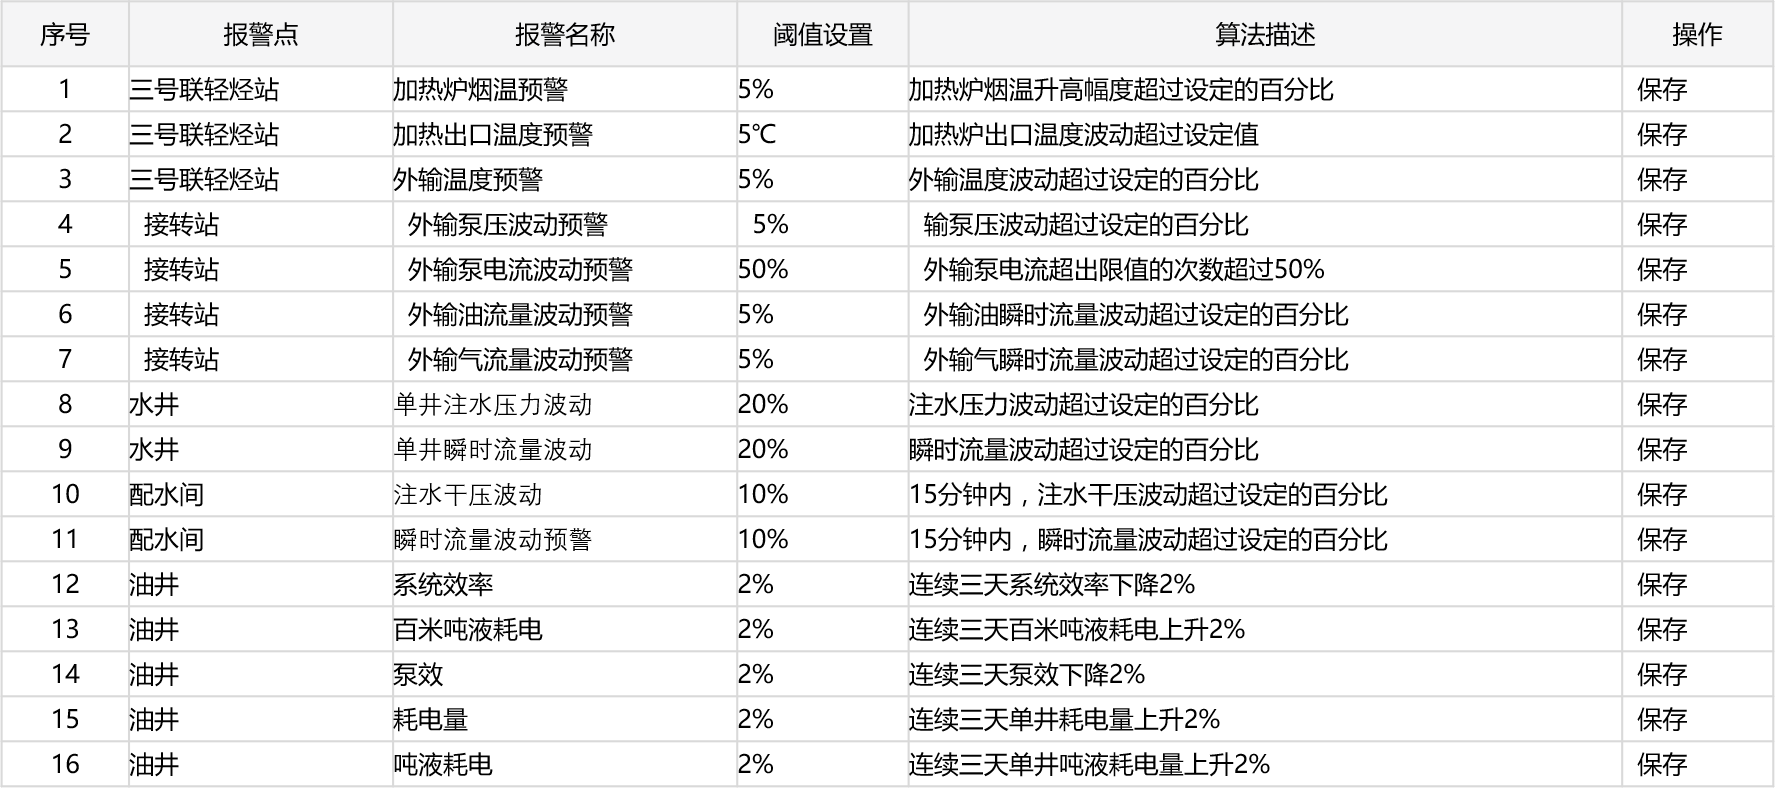 序号 报警点 报警名称 阈值设置 算法描述 操作
1 三号联轻烃站 加热炉烟温预警 5% 加热炉烟温升高幅度超过设定的百分比 保存
2 三号联轻烃站 加热出口温度预警 5℃ 加热炉出口温度波动超过设定值 保存
3 三号联轻烃站 外输温度预警 5% 外输温度波动超过设定的百分比 保存
4 接转站 外输泵压波动预警 5% 输泵压波动超过设定的百分比 保存
5 接转站 外输泵电流波动预警 50% 外输泵电流超出限值的次数超过50% 保存
6 接转站 外输油流量波动预警 5% 外输油瞬时流量波动超过设定的百分比 保存
7 接转站 外输气流量波动预警 5% 外输气瞬时流量波动超过设定的百分比 保存
8 水井 单井注水压力波动 20% 注水压力波动超过设定的百分比 保存
9 水井 单井瞬时流量波动 20% 瞬时流量波动超过设定的百分比 保存
10 配水间 注水干压波动 10% 15分钟内，注水干压波动超过设定的百分比 保存
11 配水间 瞬时流量波动预警 10% 15分钟内，瞬时流量波动超过设定的百分比 保存
12 油井 系统效率 2% 连续三天系统效率下降2% 保存
13 油井 百米吨液耗电 2% 连续三天百米吨液耗电上升2% 保存
14 油井 泵效 2% 连续三天泵效下降2% 保存
15 油井 耗电量 2% 连续三天单井耗电量上升2% 保存
16 油井 吨液耗电 2% 连续三天单井吨液耗电量上升2% 保存